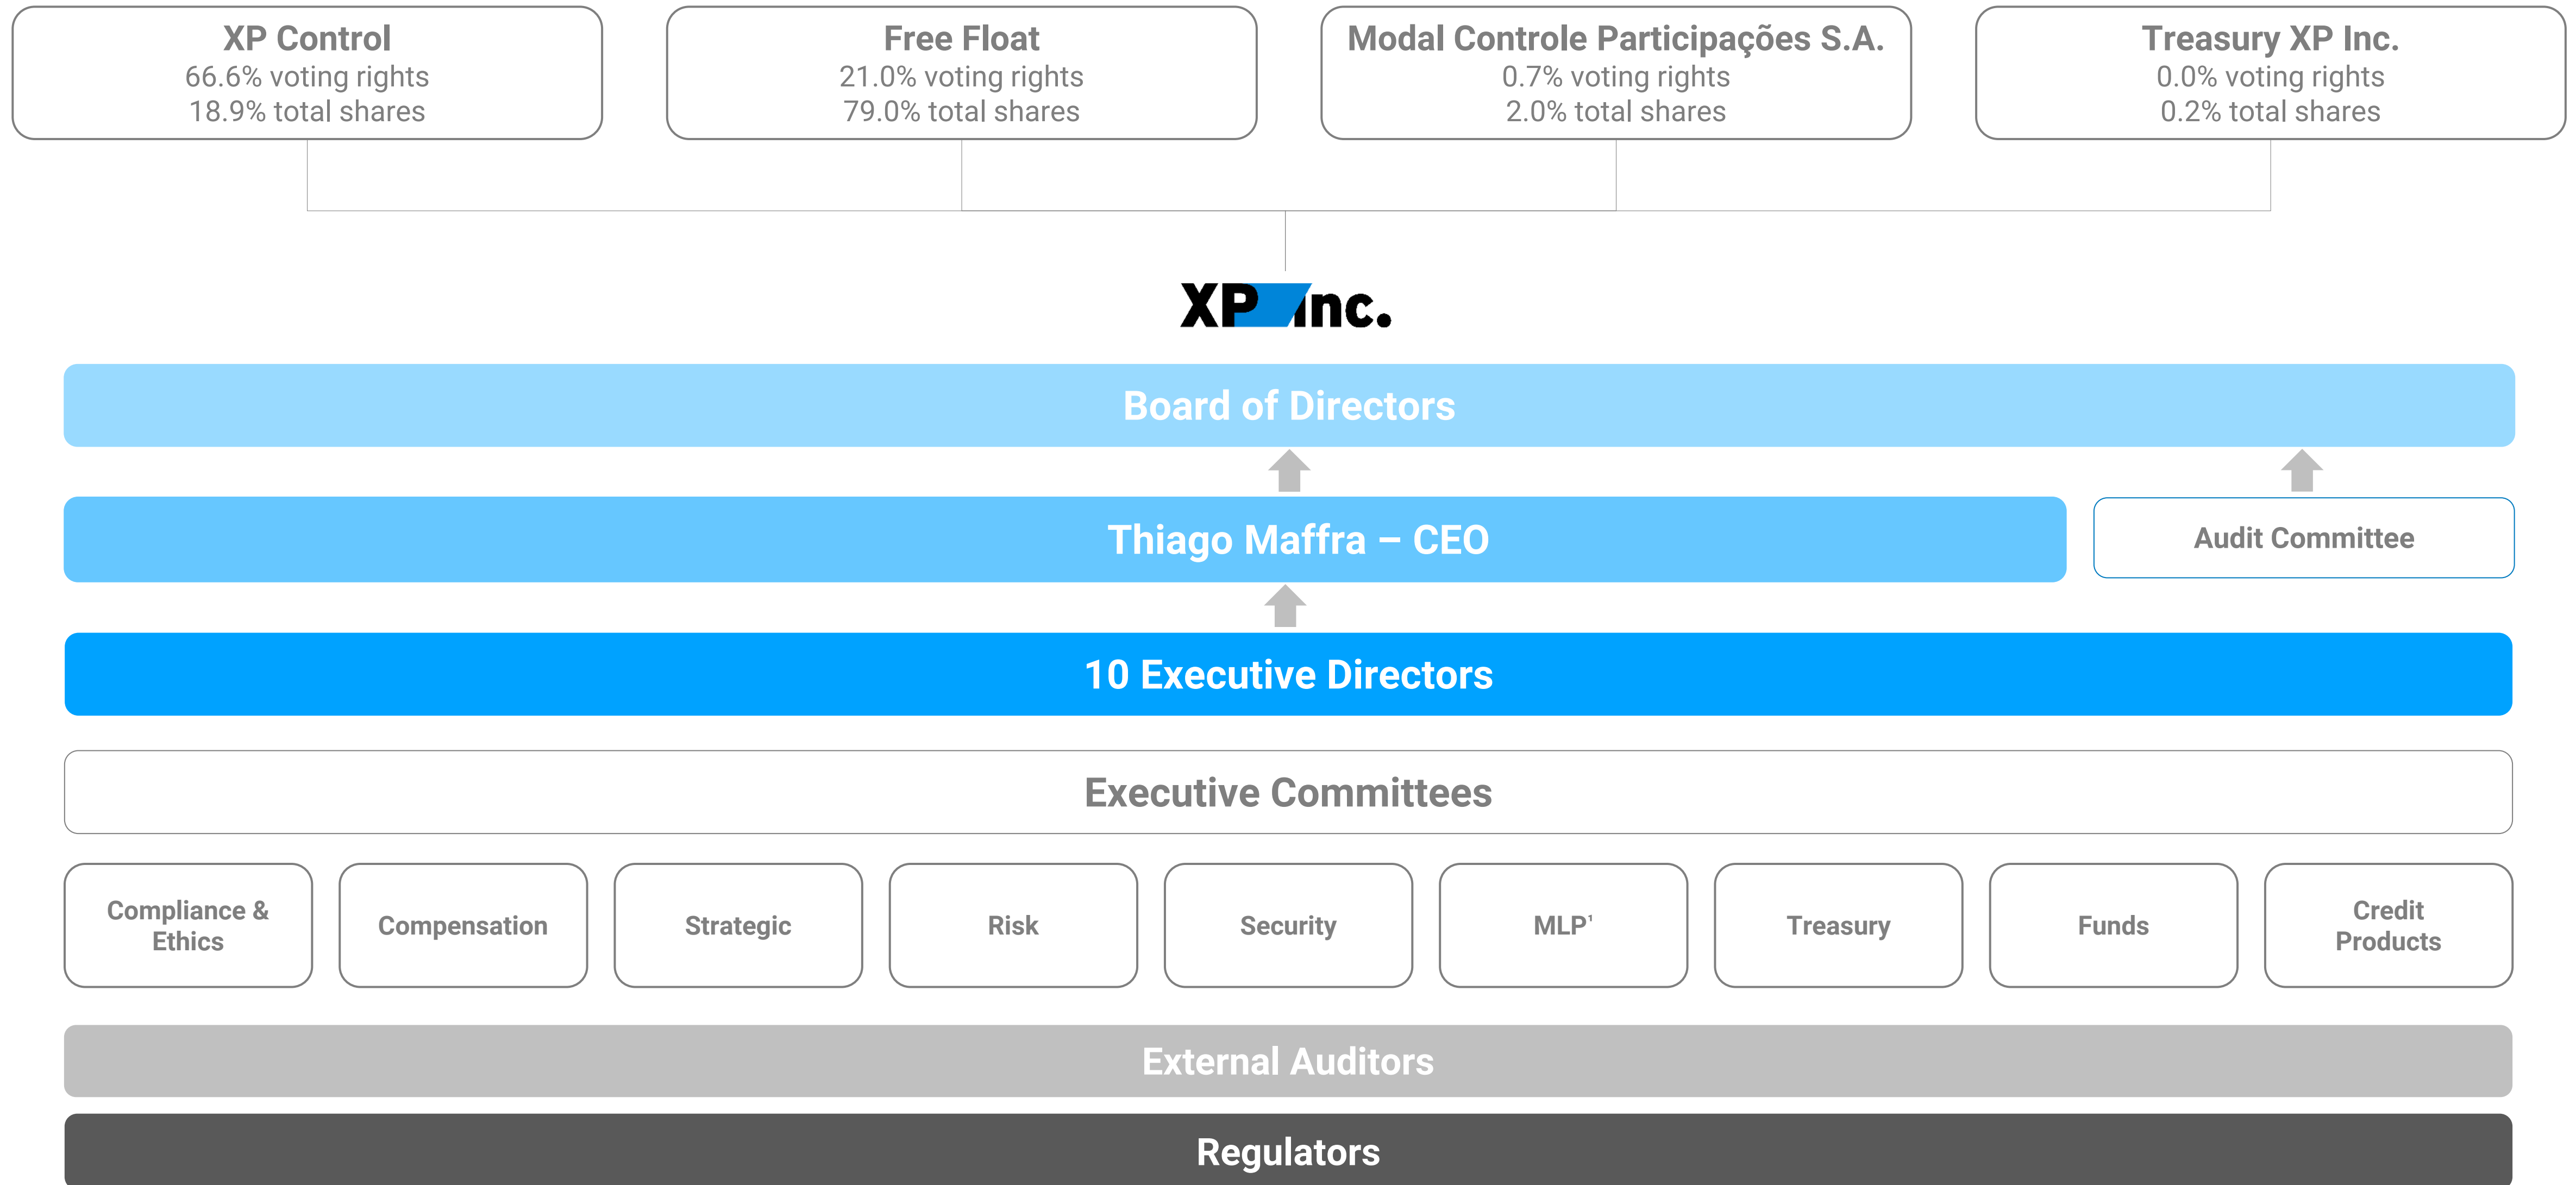 XP Control
66.6% voting rights
18.9% total shares
Free Float
21.0% voting rights
79.0% total shares
Modal Controle Participações S.A.
0.7% voting rights
2.0% total shares
Treasury XP Inc.
0.0% voting rights
0.2% total shares
XP Inc.
Board of Directors
Thiago Maffra – CEO
Audit Committee
10 Executive Directors
Executive Committees
Compliance &
Ethics
Compensation
Strategic
Risk
Security
MLP¹
Treasury
Funds
Credit
Products
External Auditors
Regulators